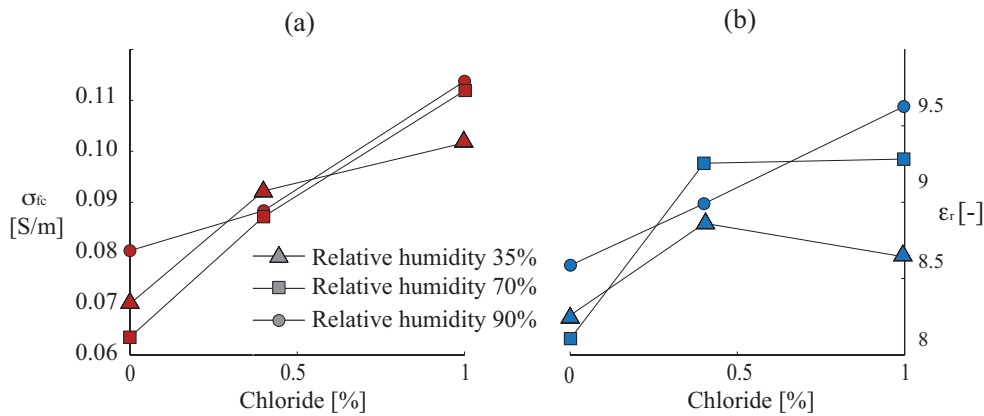 (a)
0.11
0.10
0.09
0.08
0.07
0.06
σfc
[S/m]
0
0.5
1
Chloride [%]
Relative humidity 35%
Relative humidity 70%
Relative humidity 90%
(b)
9.5
9
8.5
8
εr [-]
0
0.5
1
Chloride [%]